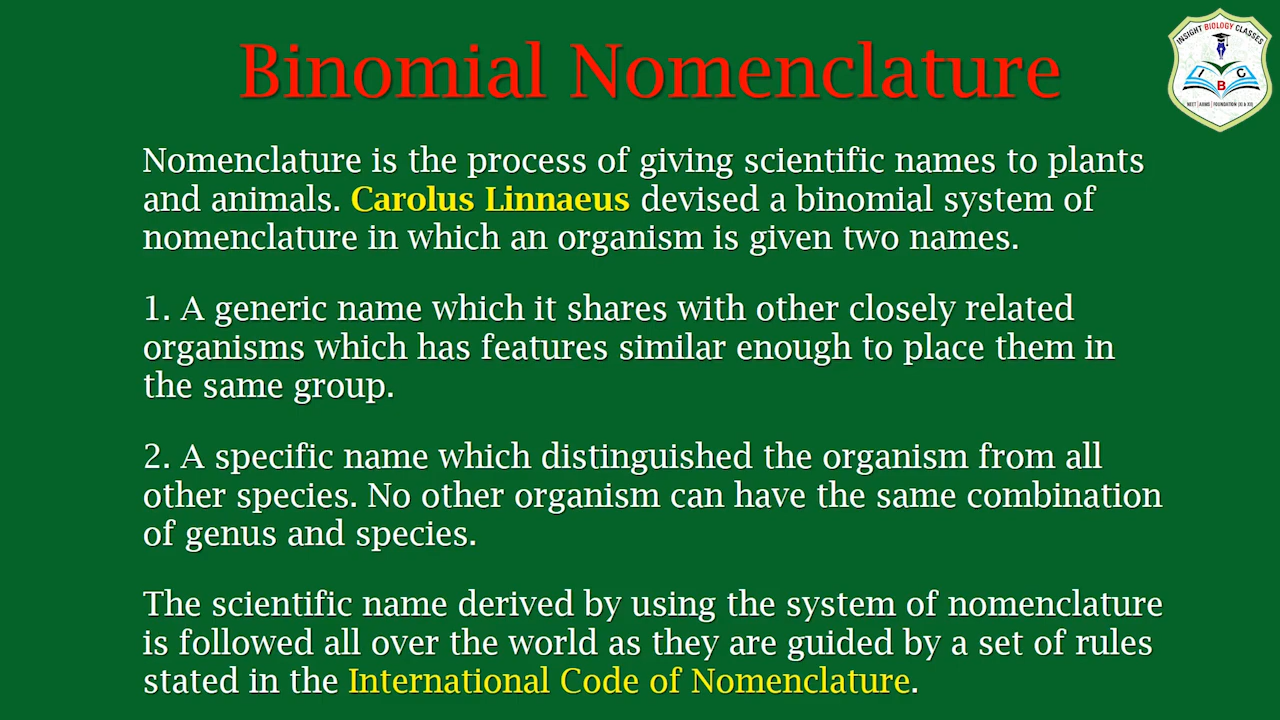 Binomial Nomenclature
INSIGHT BIOLOGY CLASSES
I B C
NEET | AIIMS | FOUNDATION (XI & XII)
Nomenclature is the process of giving scientific names to plants
and animals. Carolus Linnaeus devised a binomial system of
nomenclature in which an organism is given two names.
1. A generic name which it shares with other closely related
organisms which has features similar enough to place them in
the same group.
2. A specific name which distinguished the organism from all
other species. No other organism can have the same combination
of genus and species.
The scientific name derived by using the system of nomenclature
is followed all over the world as they are guided by a set of rules
stated in the International Code of Nomenclature.